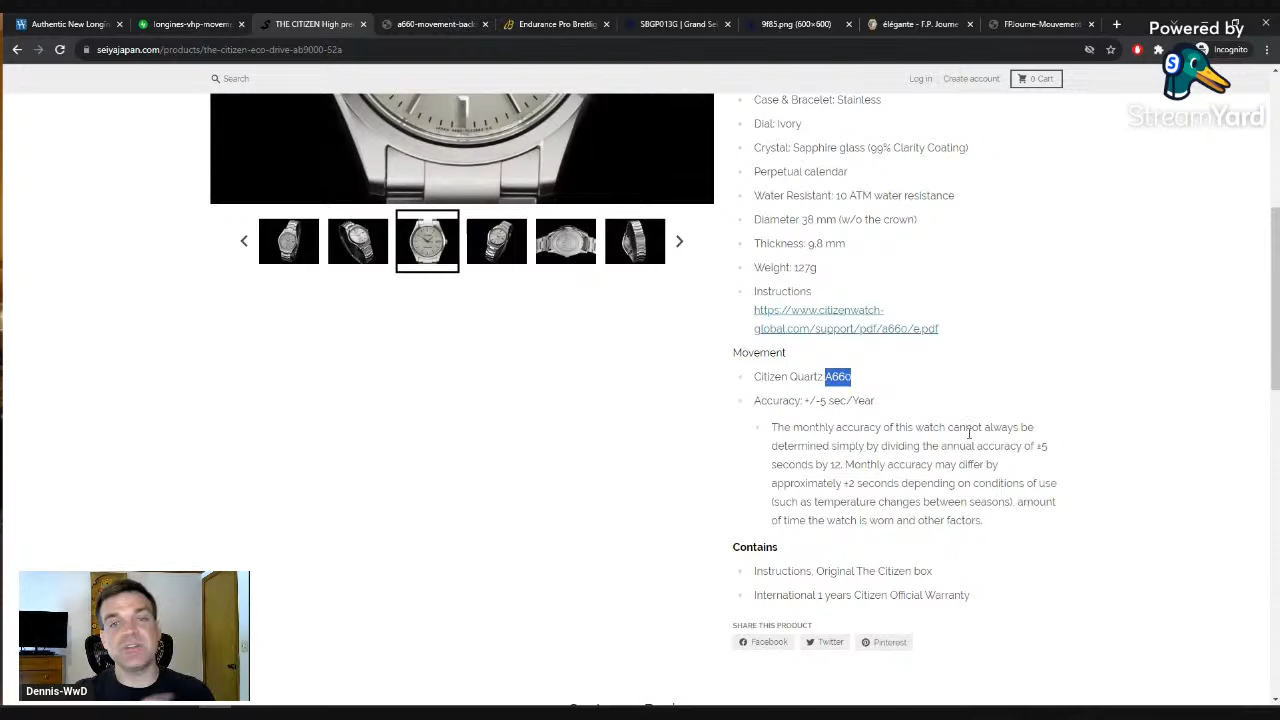 Authentic New Longin
longines-vhp-moveme
THE CITIZEN High pre
a660-movement-back
Endurance Pro Breitlig
SBGP013G | Grand Se
9f85.png (600×600)
élégante - F.P. Journe
FPJourne-Mouvement
Powered by
seiyajapan.com/products/the-citizen-eco-drive-ab9000-52a
Incognito
StreamYard
Search
Log in
Create account
0 Cart
Case & Bracelet: Stainless
Dial: Ivory
Crystal: Sapphire glass (99% Clarity Coating)
Perpetual calendar
Water Resistant: 10 ATM water resistance
Diameter 38 mm (w/o the crown)
Thickness: 9.8 mm
Weight: 127g
Instructions
https://www.citizenwatch-
global.com/support/pdf/a660/e.pdf
Movement
Citizen Quartz A660
Accuracy: +/-5 sec/Year
The monthly accuracy of this watch cannot always be
determined simply by dividing the annual accuracy of ±5
seconds by 12. Monthly accuracy may differ by
approximately ±2 seconds depending on conditions of use
(such as temperature changes between seasons), amount
of time the watch is worn and other factors.
Contains
Instructions, Original The Citizen box
International 1 years Citizen Official Warranty
SHARE THIS PRODUCT
Facebook
Twitter
Pinterest
Dennis-WwD